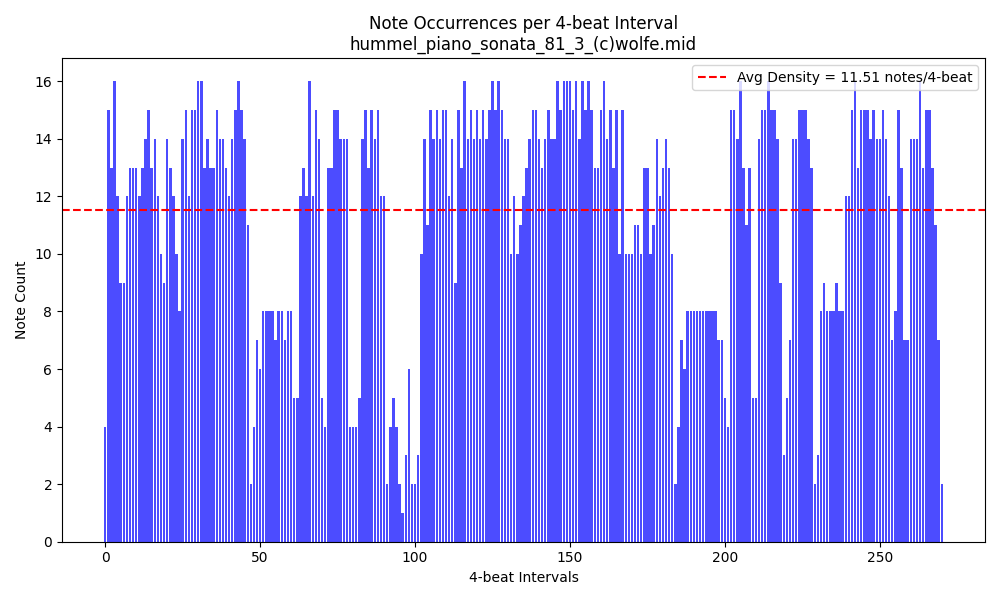 Note Occurrences per 4-beat Interval
hummel_piano_sonata_81_3_(c)wolfe.mid
Avg Density = 11.51 notes/4-beat
Note Count
16
14
12
10
8
6
4
2
0
0 50 100 150 200 250
4-beat Intervals